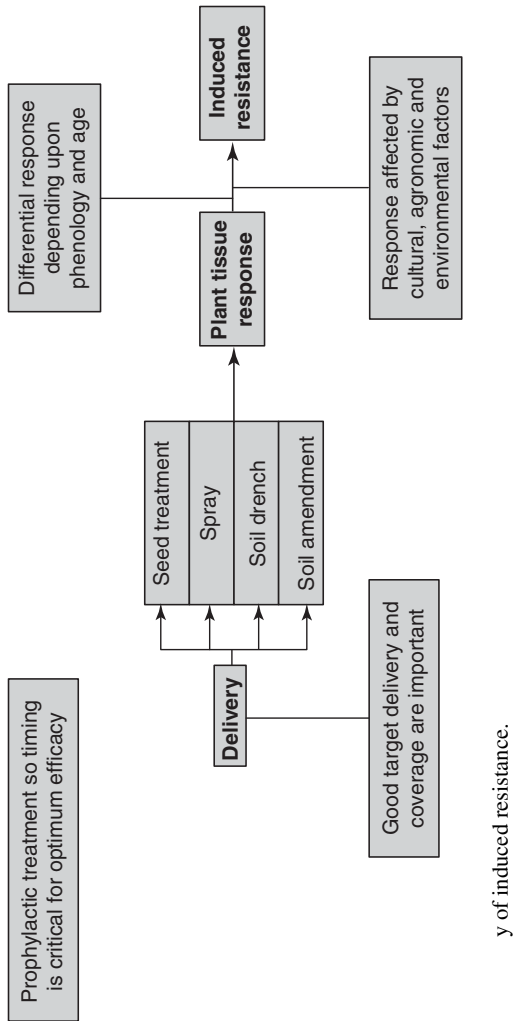 Prophylactic treatment so timing
is critical for optimum efficacy
Delivery
Good target delivery and
coverage are important
Seed treatment
Spray
Soil drench
Soil amendment
Plant tissue
response
Differential response
depending upon
phenology and age
Response affected by
cultural, agronomic and
environmental factors
Induced
resistance
y of induced resistance.